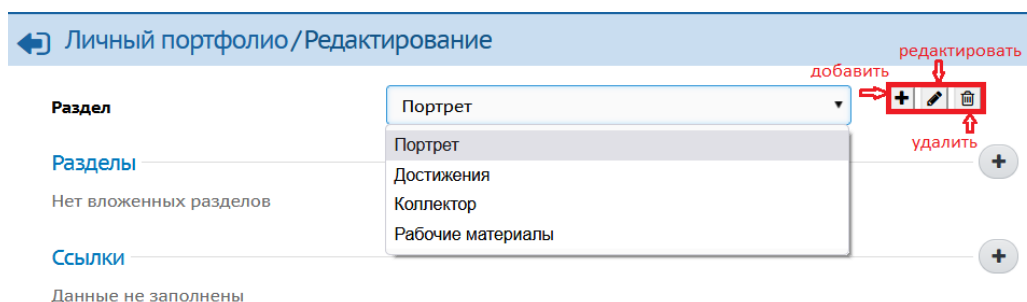 Личный портфолио/Редактирование
редактировать
добавить
Раздел
Портрет
удалить
Портрет
Достижения
Коллектор
Рабочие материалы
Разделы
Нет вложенных разделов
Ссылки
Данные не заполнены